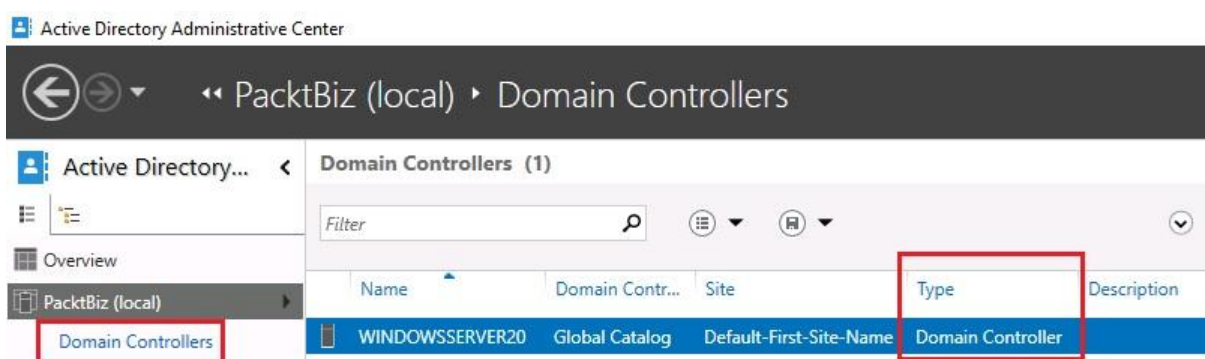 Active Directory Administrative Center
PacktBiz (local) Domain Controllers
Active Directory...
Domain Controllers (1)
Filter
Overview
Name Domain Contr... Site Type Description
PacktBiz (local)
Domain Controllers
WINDOWSSERVER20 Global Catalog Default-First-Site-Name Domain Controller